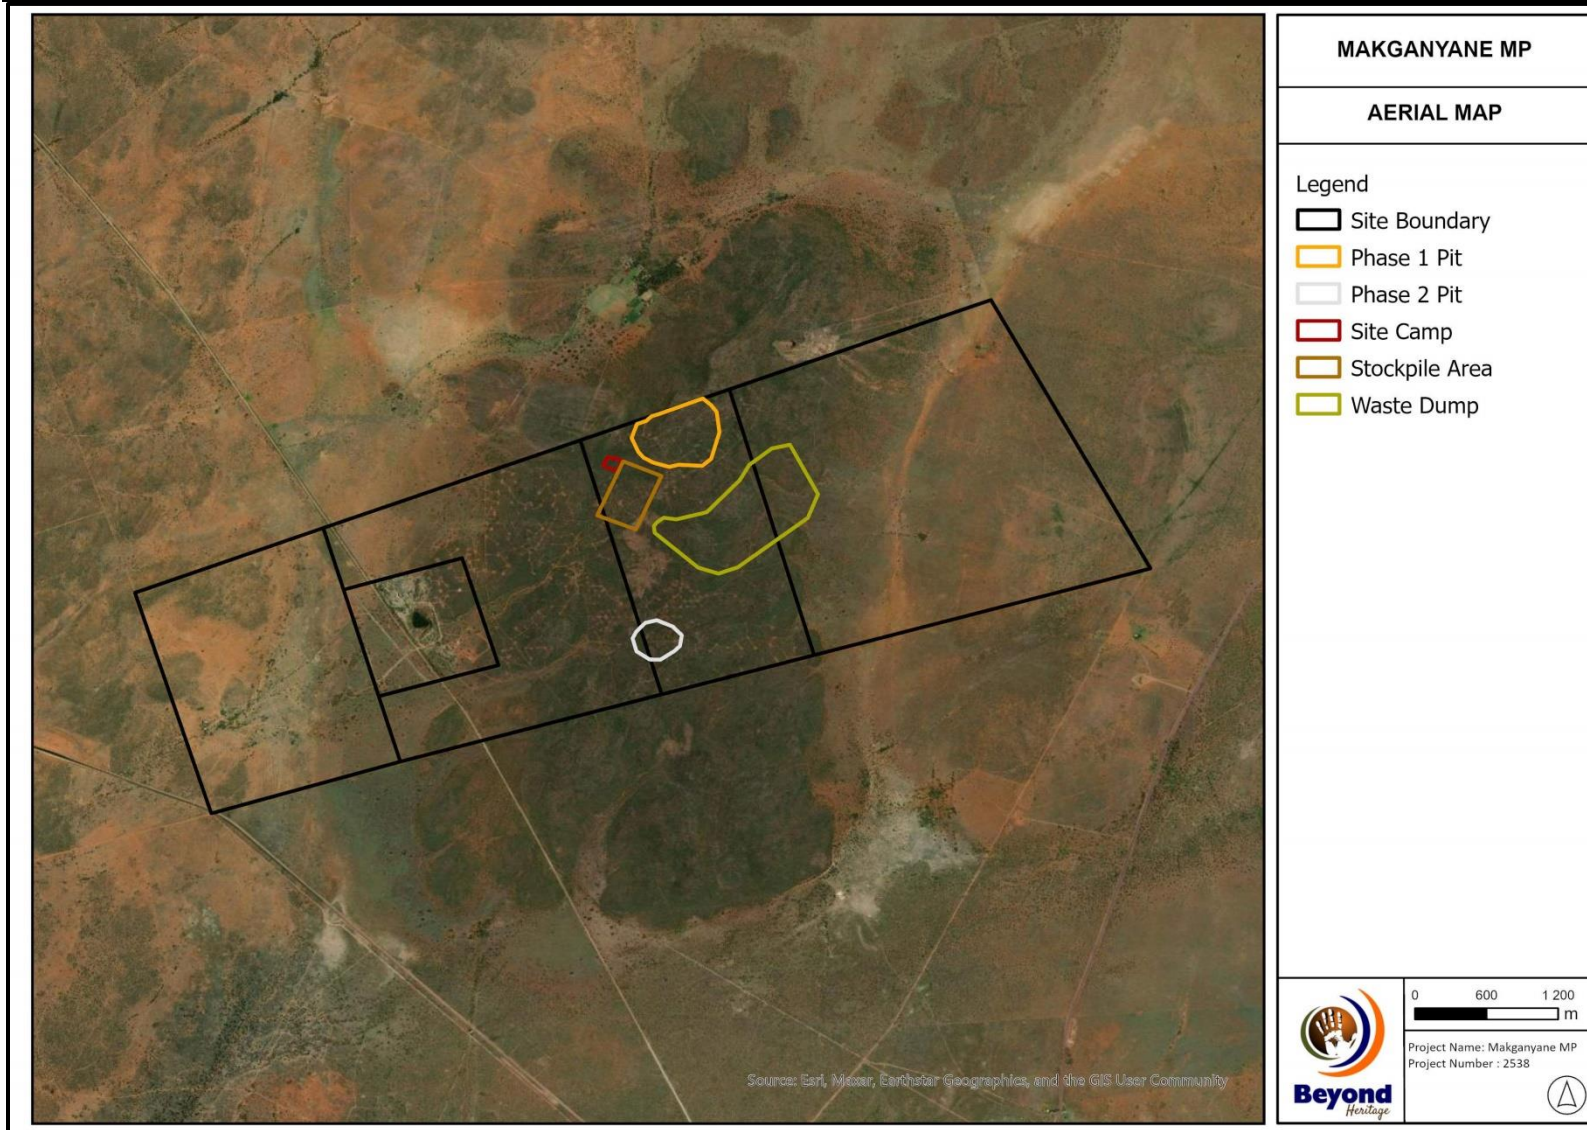 MAKGANYANE MP
AERIAL MAP
Legend
Site Boundary
Phase 1 Pit
Phase 2 Pit
Site Camp
Stockpile Area
Waste Dump
0 600 1 200
m
Project Name: Makganyane MP
Project Number : 2538
Beyond
Heritage
Source: Esri, Maxar, Earthstar Geographics, and the GIS User Community